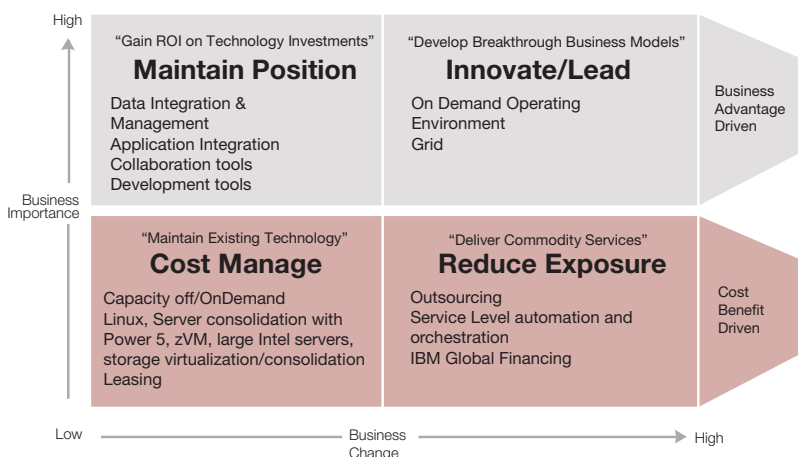 High
“Gain ROI on Technology Investments”
Maintain Position
Data Integration &
Management
Application Integration
Collaboration tools
Development tools
“Develop Breakthrough Business Models”
Innovate/Lead
On Demand Operating
Environment
Grid
Business
Advantage
Driven
Business
Importance
“Maintain Existing Technology”
Cost Manage
Capacity off/OnDemand
Linux, Server consolidation with
Power 5, zVM, large Intel servers,
storage virtualization/consolidation
Leasing
“Deliver Commodity Services”
Reduce Exposure
Outsourcing
Service Level automation and
orchestration
IBM Global Financing
Cost
Benefit
Driven
Low
Business
Change
High